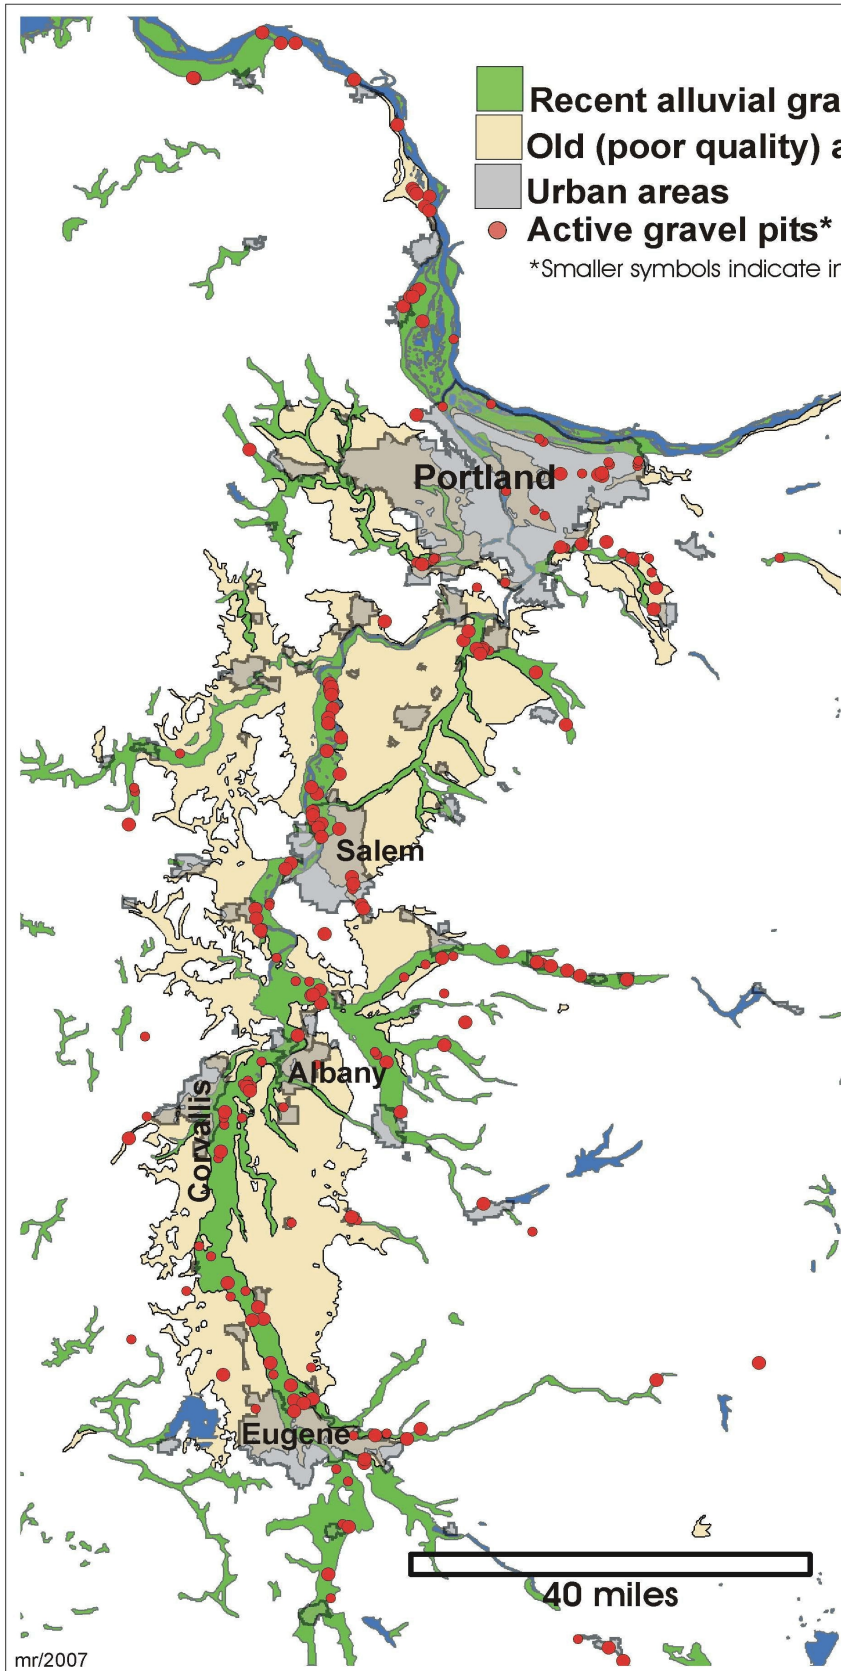 Recent alluvial gra
Old (poor quality) a
Urban areas
Active gravel pits*
*Smaller symbols indicate in
Portland
Salem
Albany
Corvallis
Eugene
40 miles
mr/2007